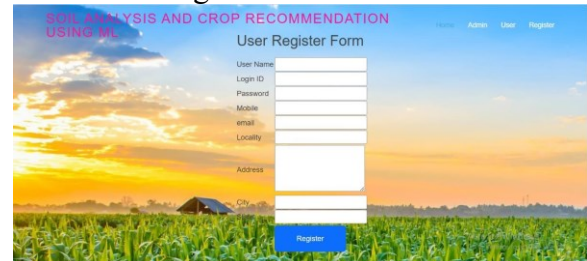 SOIL ANALYSIS AND CROP RECOMMENDATION
USING ML
Home Admin User Register
User Register Form
User Name
Login ID
Password
Mobile
email
Locality
Address
City
Register